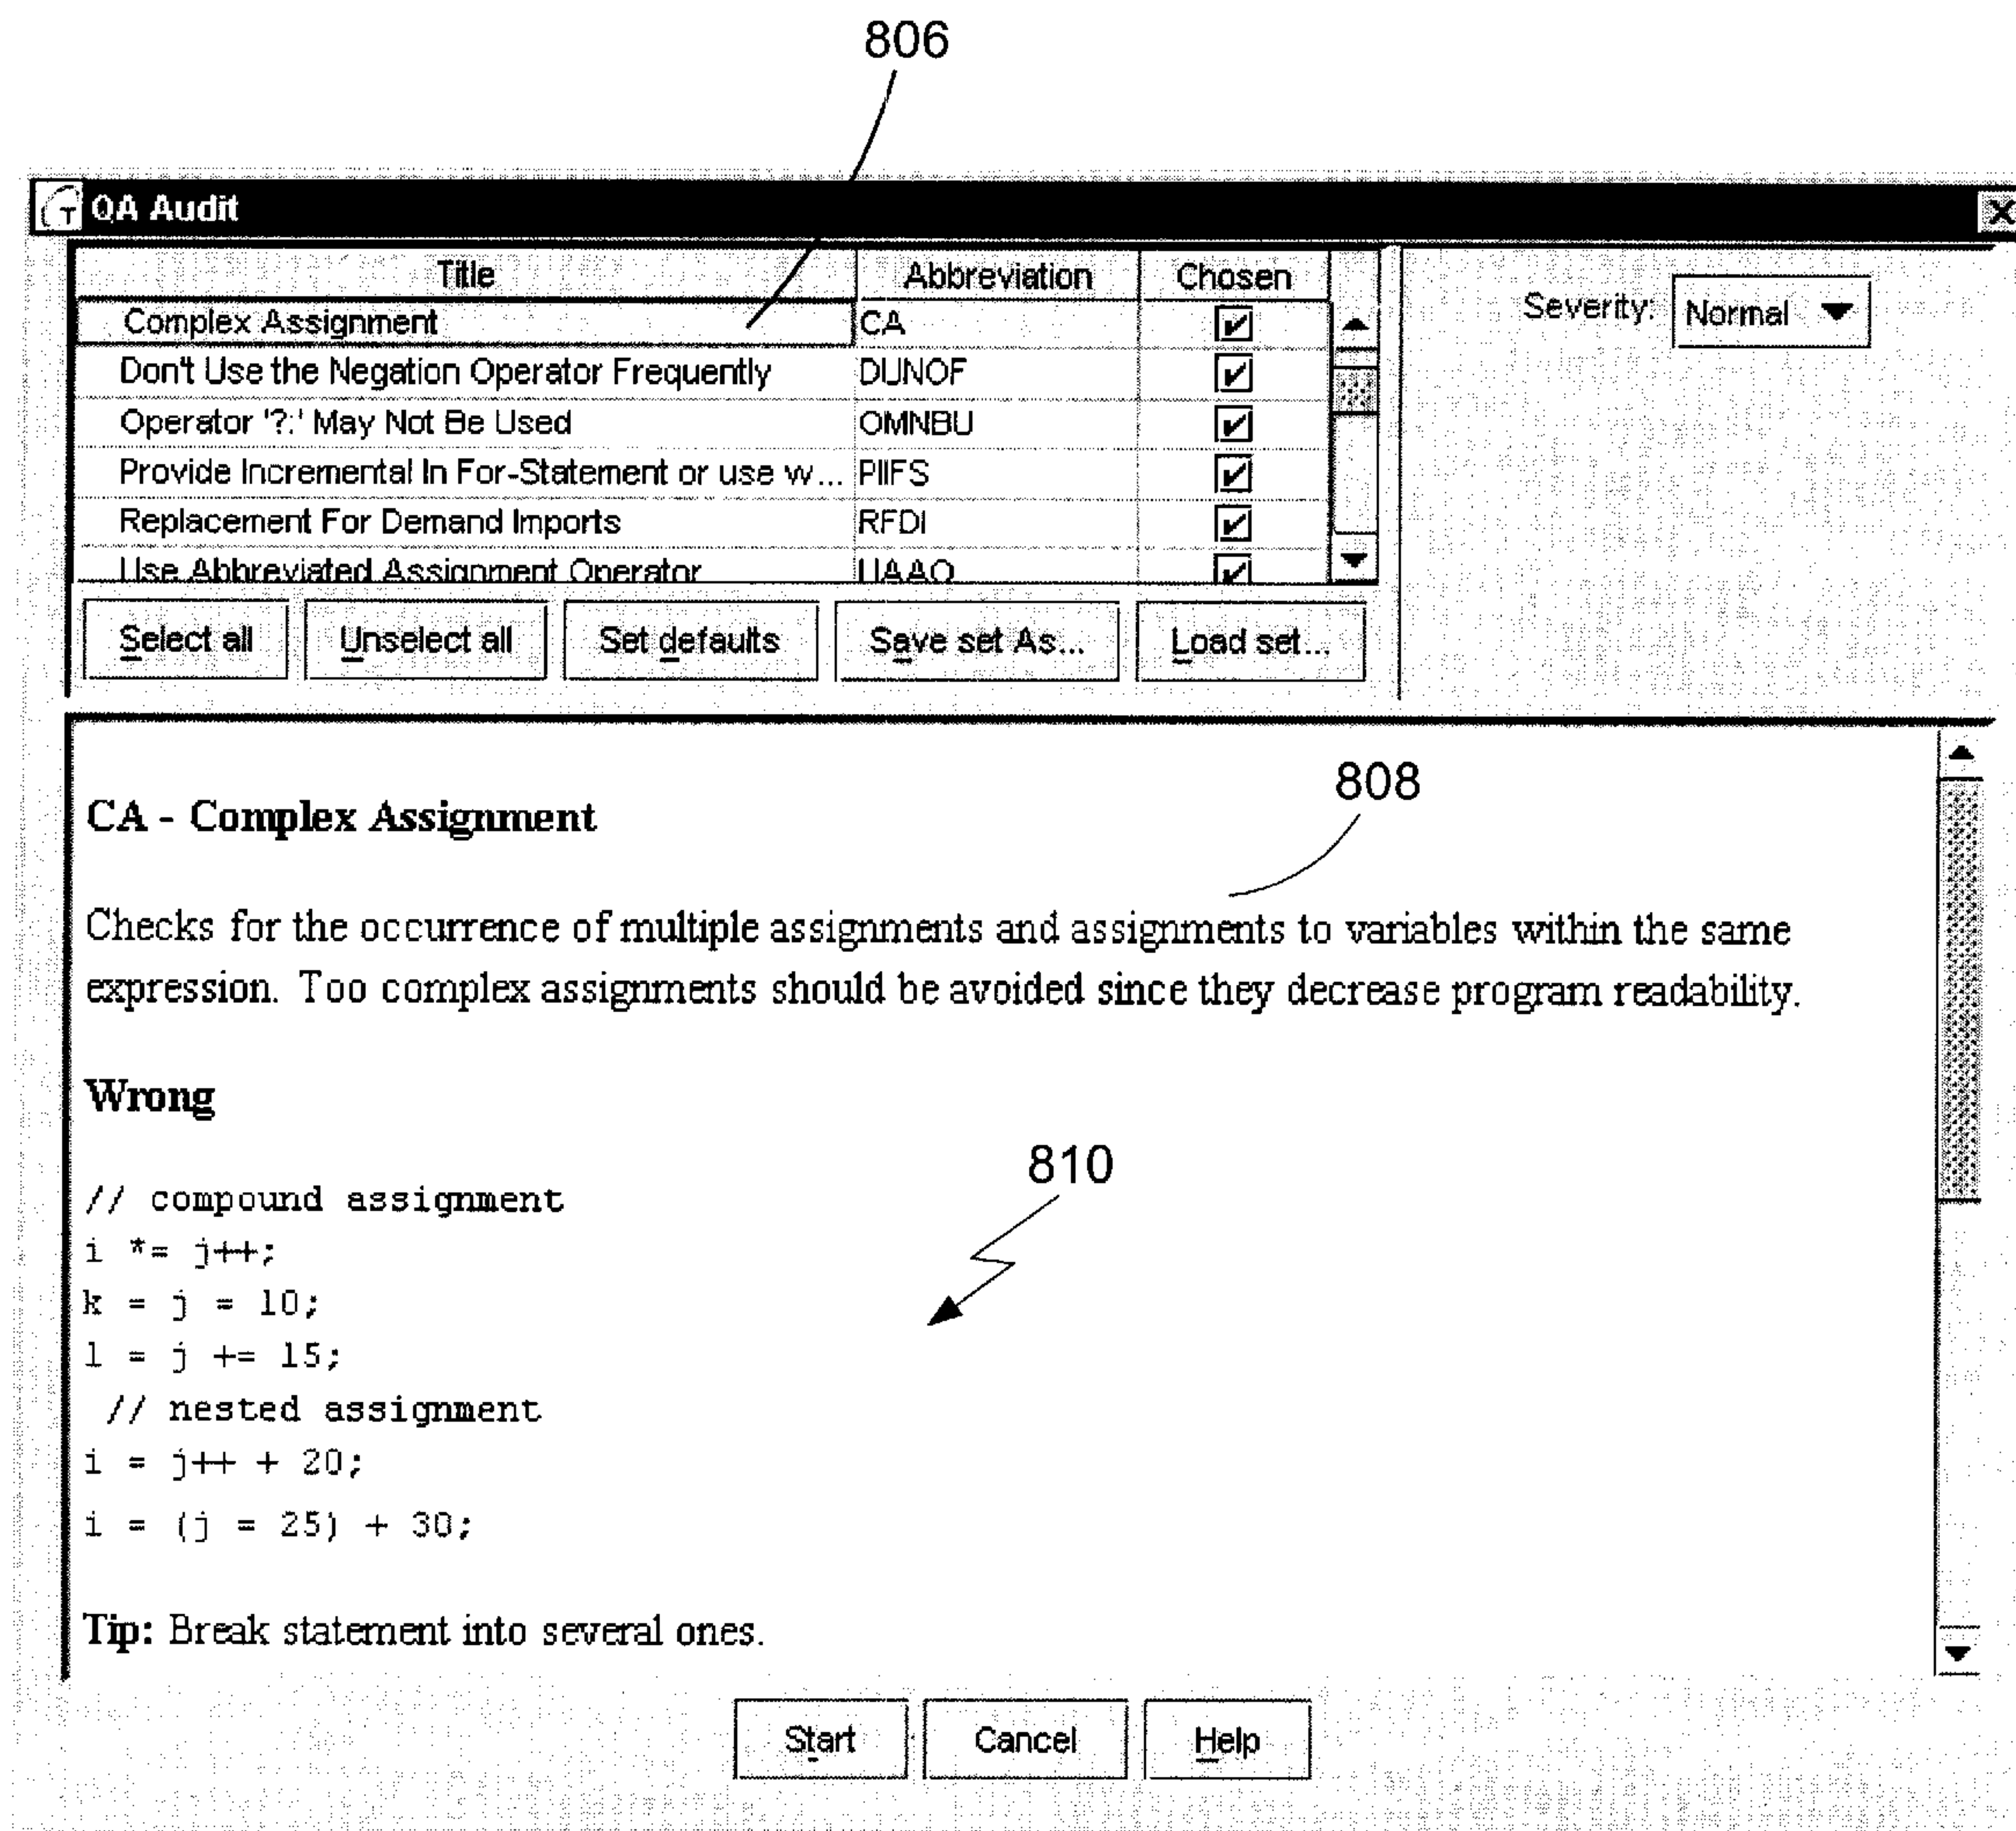 806
QA Audit
Title Abbreviation Chosen
Complex Assignment CA
Don't Use the Negation Operator Frequently DUNOF
Operator '?:' May Not Be Used OMNBU
Provide Incremental In For-Statement or use w... PIIFS
Replacement For Demand Imports RFDI
Use Abbreviated Assignment Operator UAAO
Severity: Normal
Select all Unselect all Set defaults Save set As... Load set...
808
CA - Complex Assignment
Checks for the occurrence of multiple assignments and assignments to variables within the same
expression. Too complex assignments should be avoided since they decrease program readability.
Wrong
810
// compound assignment
i *= j++;
k = j = 10;
l = j += 15;
// nested assignment
i = j++ + 20;
i = (j = 25) + 30;
Tip: Break statement into several ones.
Start Cancel Help